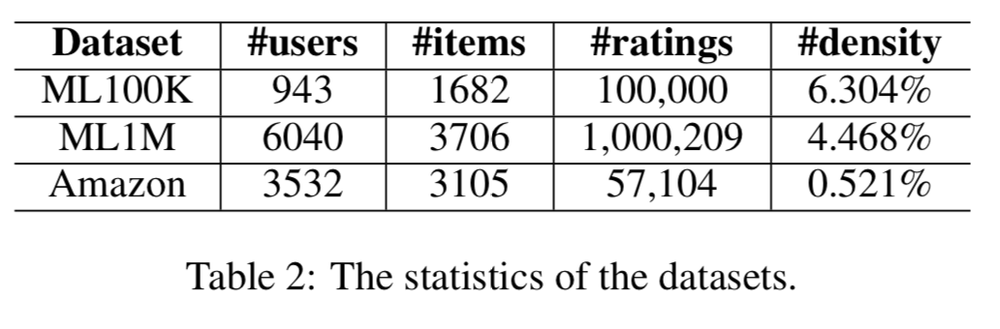 Dataset #users #items #ratings #density
ML100K 943 1682 100,000 6.304%
ML1M 6040 3706 1,000,209 4.468%
Amazon 3532 3105 57,104 0.521%
Table 2: The statistics of the datasets.